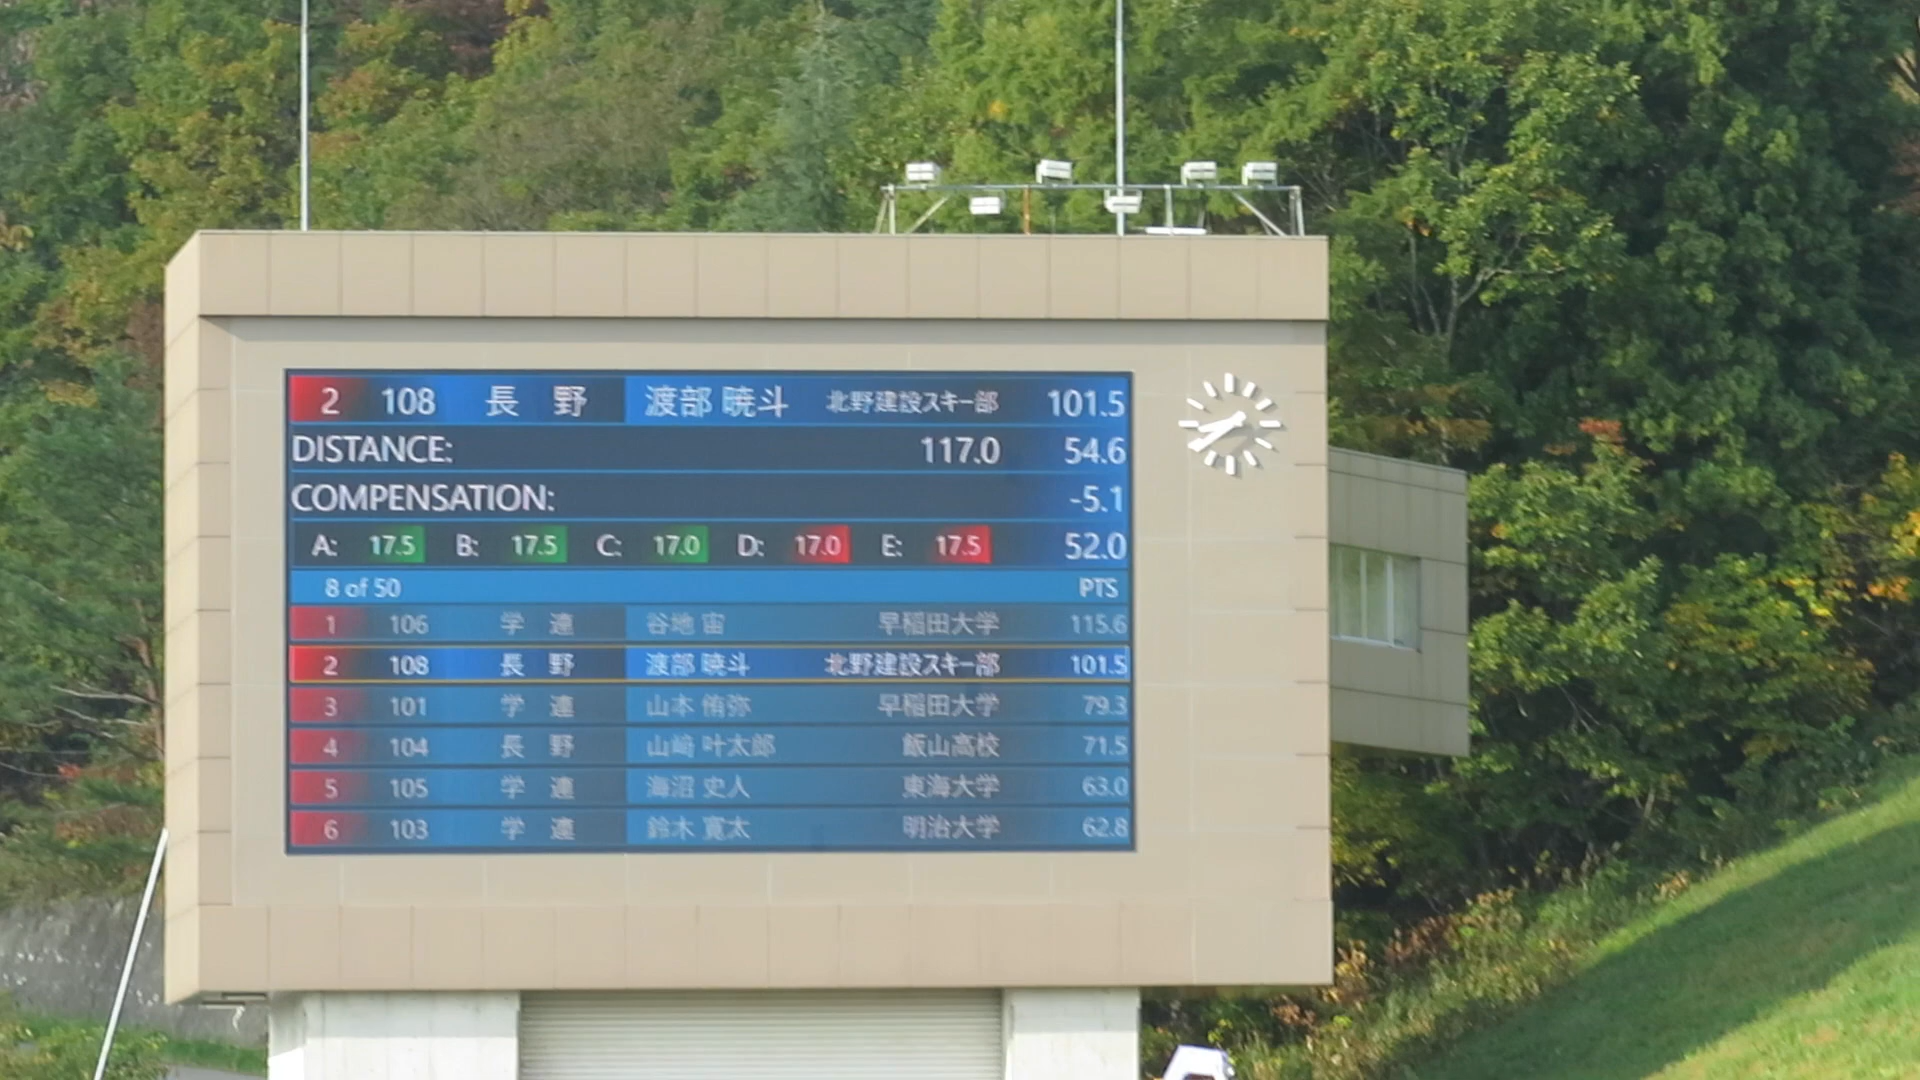 2 108 長 野 渡部 暁斗 北野建設スキー部 101.5
DISTANCE: 117.0 54.6
COMPENSATION: -5.1
A: 17.5 B: 17.5 C: 17.0 D: 17.0 E: 17.5 52.0
8 of 50 PTS
1 106 学 連 谷地 宙 早稲田大学 115.6
2 108 長 野 渡部 暁斗 北野建設スキー部 101.5
3 101 学 連 山本 侑弥 早稲田大学 79.3
4 104 長 野 山﨑 叶太郎 飯山高校 71.5
5 105 学 連 海沼 史人 東海大学 63.0
6 103 学 連 鈴木 寛太 明治大学 62.8